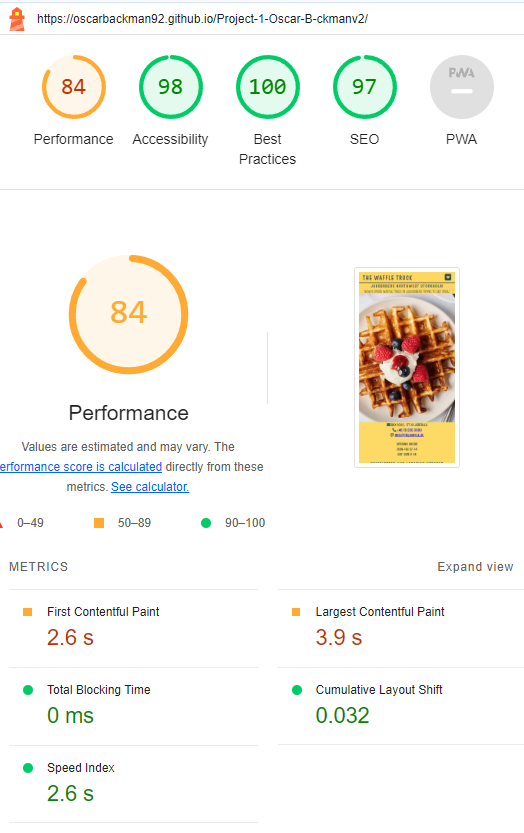 https://oscarbackman92.github.io/Project-1-Oscar-B-ckmanv2/
84
98
100
97
PWA
Performance
Accessibility
Best
Practices
SEO
PWA
84
THE WAFFLE TRUCK
Performance
Values are estimated and may vary. The
erformance score is calculated directly from these
metrics. See calculator.
0–49
50–89
90–100
METRICS
Expand view
First Contentful Paint
2.6 s
Largest Contentful Paint
3.9 s
Total Blocking Time
0 ms
Cumulative Layout Shift
0.032
Speed Index
2.6 s